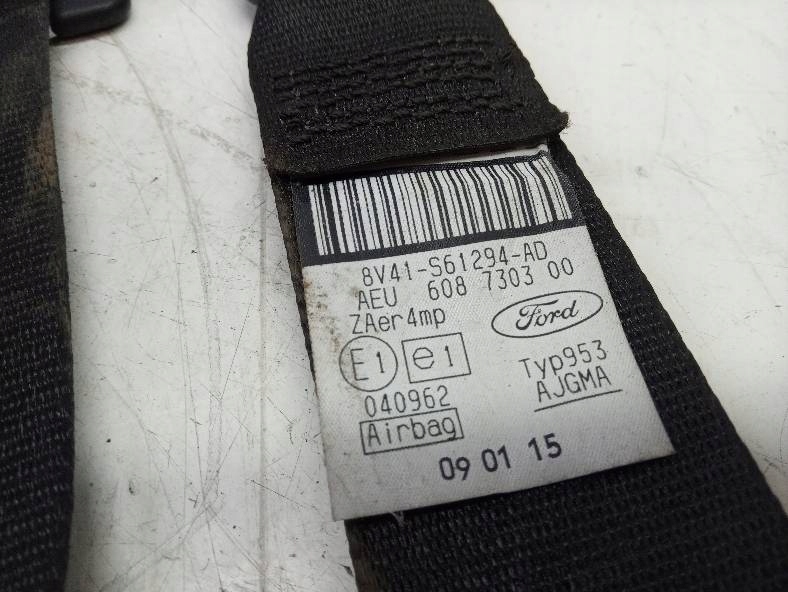 8V41-S61294-AD
AEU 608 7303 00
ZAer4mp
Ford
E1 e1
Typ953
AJGMA
040962
Airbag
09 01 15